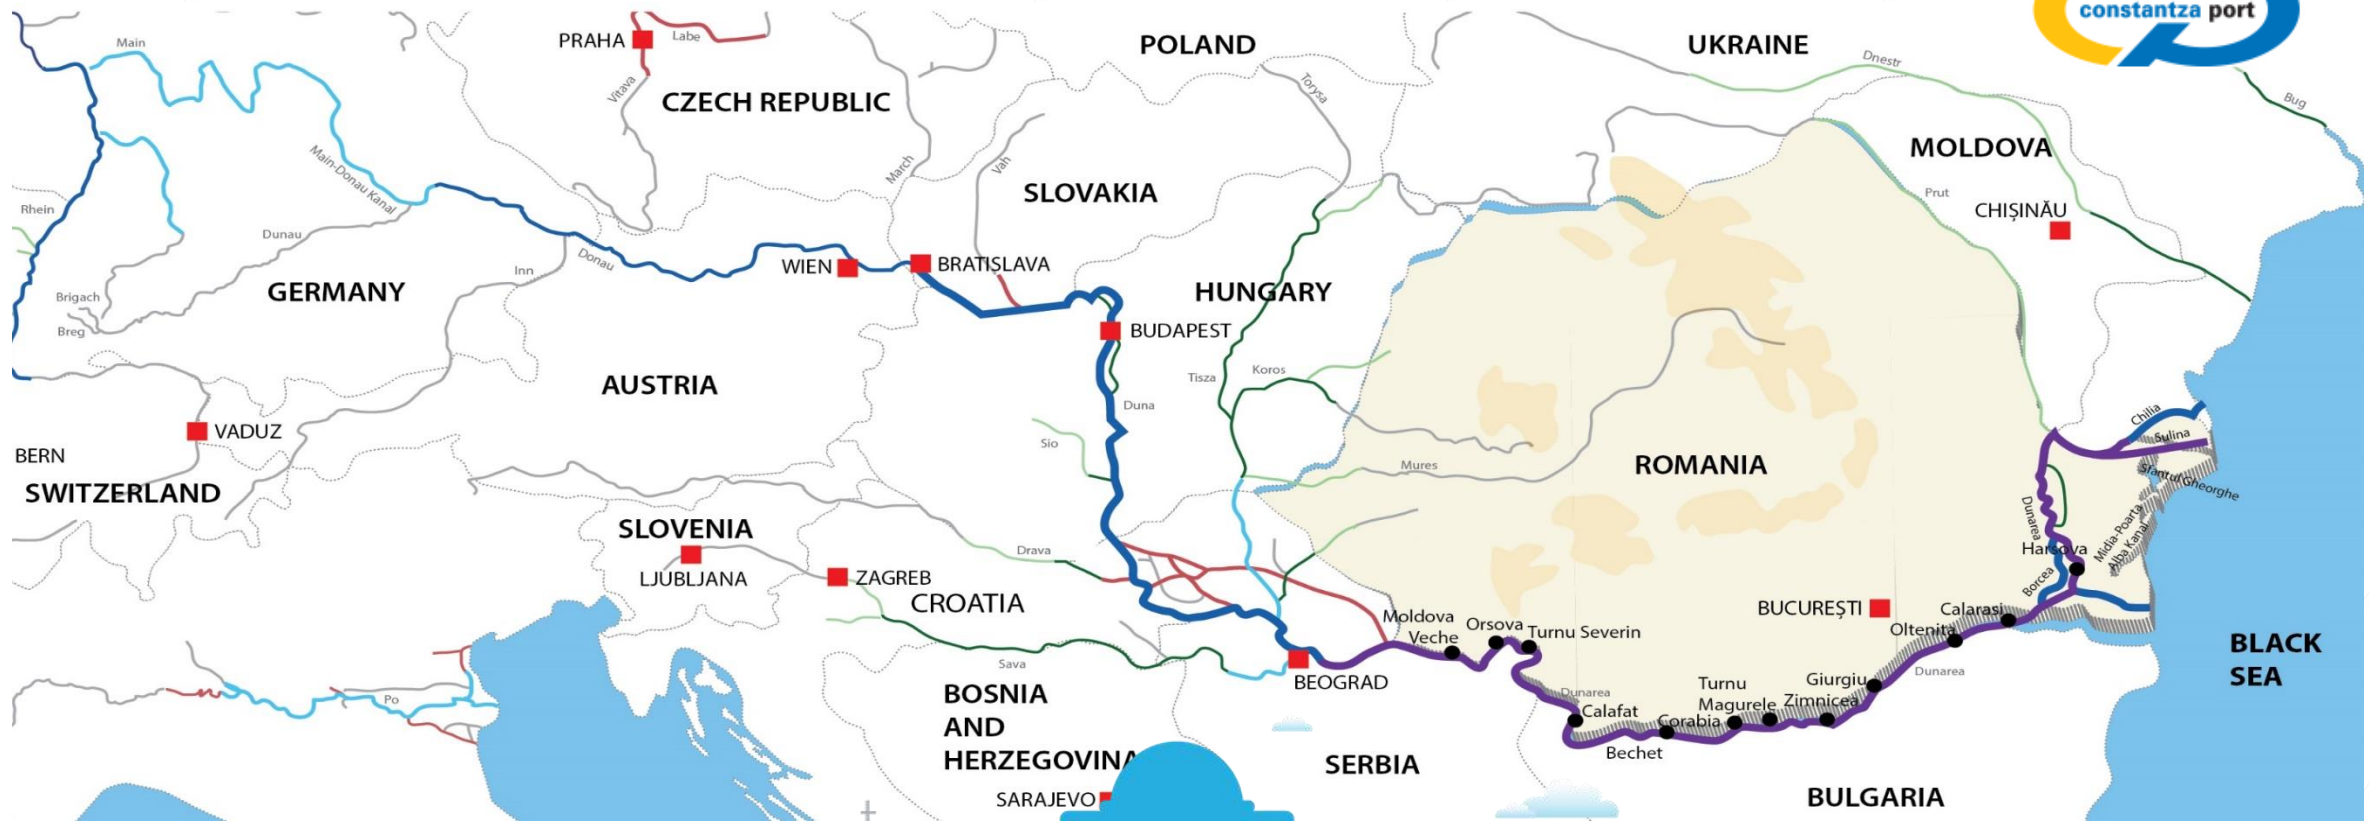 constantza port
Main
PRAHA
Labe
POLAND
UKRAINE
Dnestr
Vltava
CZECH REPUBLIC
Torysa
Bug
Main-Donau Kanal
March
Vah
MOLDOVA
SLOVAKIA
Prut
Rhein
CHIȘINĂU
Dunau
Donau
WIEN
BRATISLAVA
Inn
GERMANY
HUNGARY
Brigach
Breg
BUDAPEST
AUSTRIA
Tisza
Koros
Duna
VADUZ
Sio
Chilia
Sulina
BERN
SWITZERLAND
Mures
ROMANIA
Sfantul Gheorghe
SLOVENIA
Dunarea
Midia-Poarta
Alba Kanal
Drava
Harsova
LJUBLJANA
ZAGREB
CROATIA
Borcea
BUCUREȘTI
Calarasi
Moldova
Veche
Orsova
Turnu Severin
Oltenita
BLACK
SEA
Sava
BEOGRAD
Dunarea
Giurgiu
Turnu
Magurele
Zimnicea
Dunarea
Po
BOSNIA
AND
HERZEGOVINA
Calafat
Corabia
Bechet
SERBIA
SARAJEVO
BULGARIA